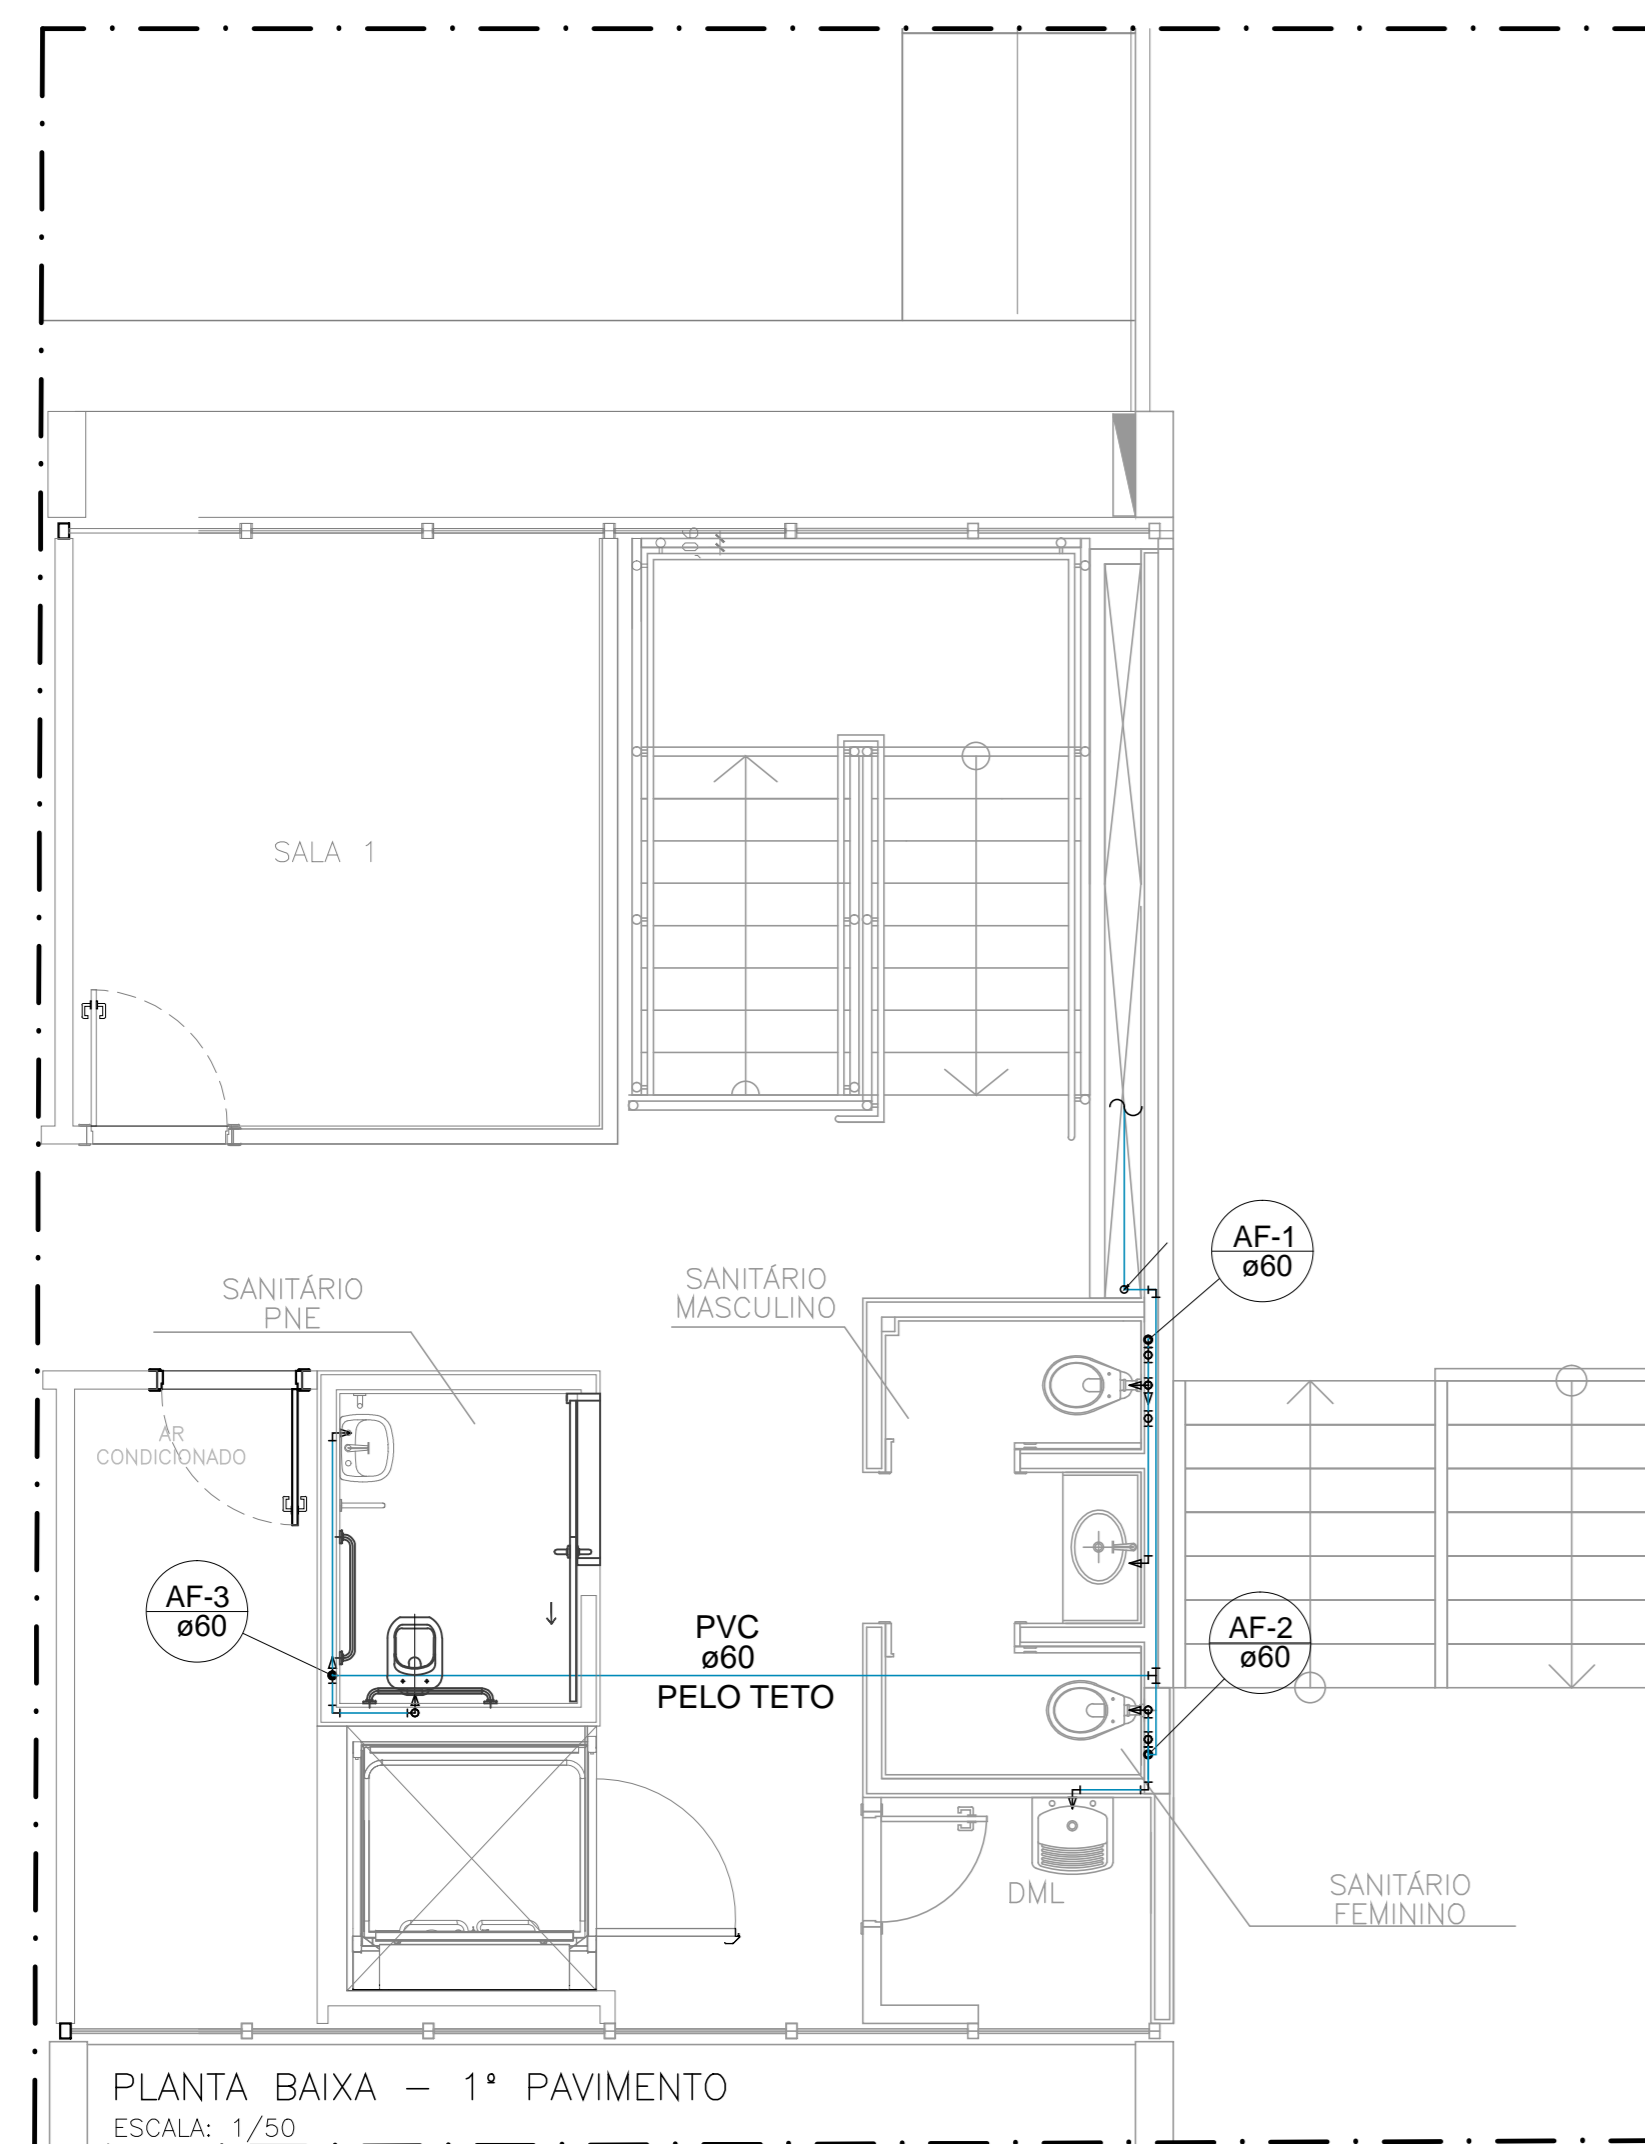 ,06
SALA 1
AF-1
ø60
SANITÁRIO
PNE
SANITÁRIO
MASCULINO
AR
CONDICIONADO
AF-3
ø60
PVC
ø60
PELO TETO
AF-2
ø60
DML
SANITÁRIO
FEMININO
PLANTA BAIXA – 1º PAVIMENTO
ESCALA: 1/50